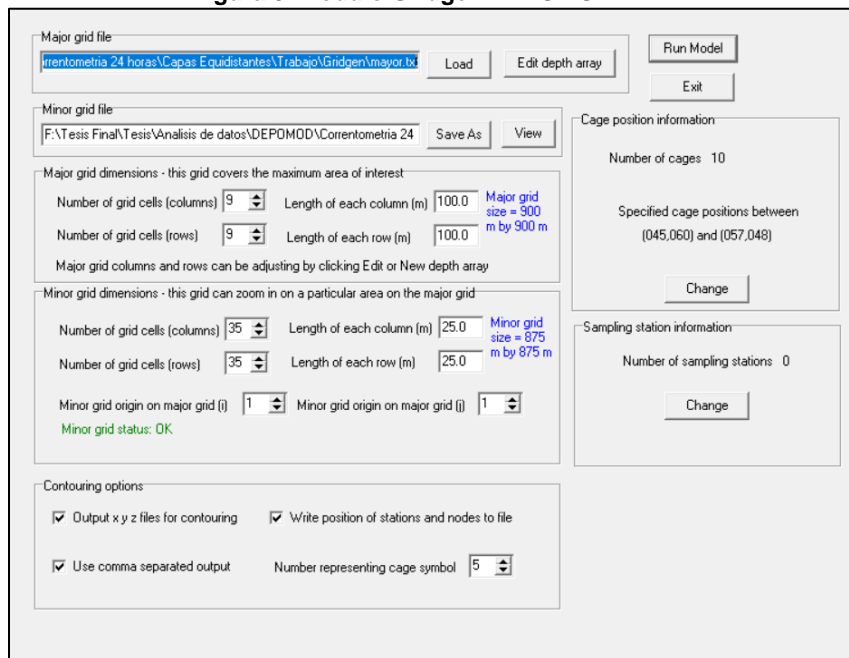 Major grid file
rrentometria 24 horas\Capas Equidistantes\Trabajo\Gridgen\mayor.tx
Load
Edit depth array
Run Model
Exit
Minor grid file
F:\Tesis Final\Tesis\Analisis de datos\DEPOMOD\Correntometria 24
Save As
View
Major grid dimensions - this grid covers the maximum area of interest
Number of grid cells (columns) 9
Length of each column (m) 100.0
Number of grid cells (rows) 9
Length of each row (m) 100.0
Major grid
size = 900
m by 900 m
Major grid columns and rows can be adjusting by clicking Edit or New depth array
Minor grid dimensions - this grid can zoom in on a particular area on the major grid
Number of grid cells (columns) 35
Length of each column (m) 25.0
Number of grid cells (rows) 35
Length of each row (m) 25.0
Minor grid
size = 875
m by 875 m
Minor grid origin on major grid (i) 1
Minor grid origin on major grid (j) 1
Minor grid status: OK
Contouring options
Output x y z files for contouring
Write position of stations and nodes to file
Use comma separated output
Number representing cage symbol 5
Cage position information
Number of cages 10
Specified cage positions between
(045,060) and (057,048)
Change
Sampling station information
Number of sampling stations 0
Change